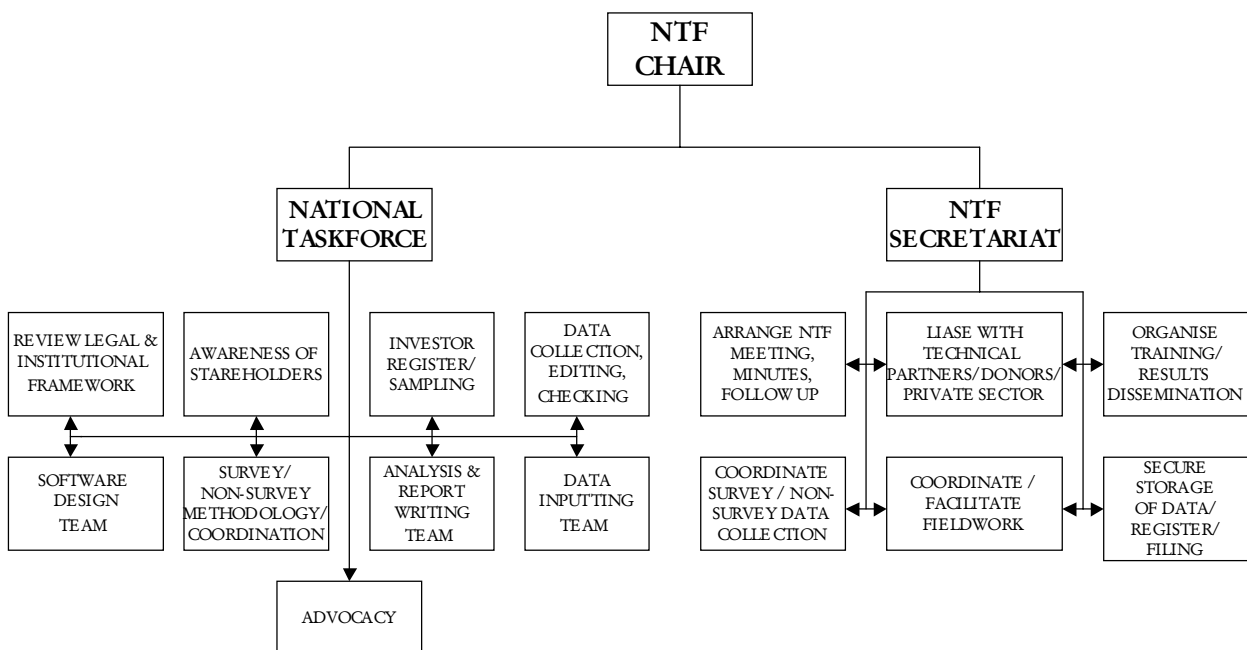 NTF
CHAIR
NATIONAL
TASKFORCE
NTF
SECRETARIAT
REVIEW LEGAL &
INSTITUTIONAL
FRAMEWORK
AWARENESS OF
STAREHOLDERS
INVESTOR
REGISTER/
SAMPLING
DATA
COLLECTION,
EDITING,
CHECKING
ARRANGE NTF
MEETING,
MINUTES,
FOLLOW UP
LIASE WITH
TECHNICAL
PARTNERS/DONORS/
PRIVATE SECTOR
ORGANISE
TRAINING/
RESULTS
DISSEMINATION
SOFTWARE
DESIGN
TEAM
SURVEY/
NON-SURVEY
METHODOLOGY/
COORDINATION
ANALYSIS &
REPORT
WRITING
TEAM
DATA
INPUTTING
TEAM
COORDINATE
SURVEY / NON-
SURVEY DATA
COLLECTION
COORDINATE /
FACILITATE
FIELDWORK
SECURE
STORAGE
OF DATA/
REGISTER/
FILING
ADVOCACY